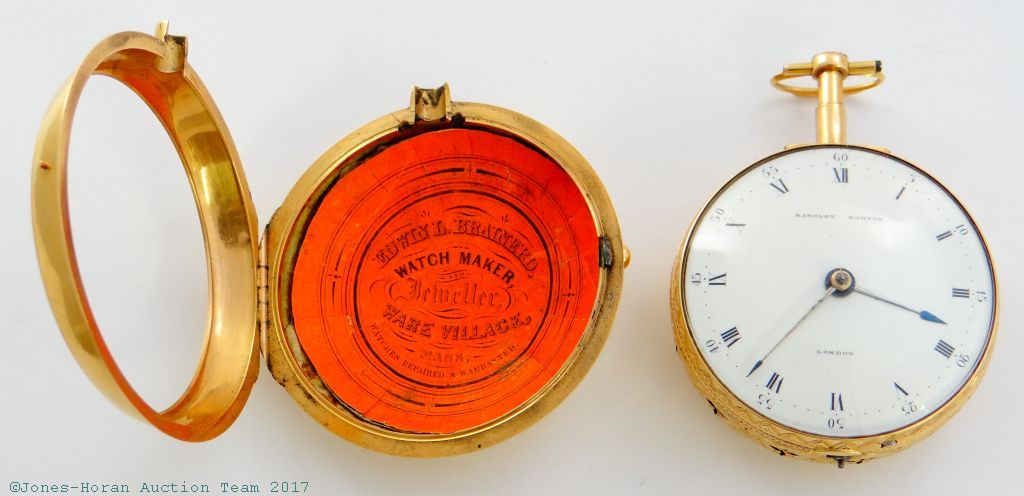 EDWIN L. BRAINERD,
WATCH MAKER,
AND
Jeweller,
WARE VILLAGE,
MASS.
WATCHES REPAIRED & WARRANTED
60
55 5
XII
XI I
EARDLEY NORTON
50 10
X II
45 IX III 15
LONDON
40 VIII IIII 20
VII V
35 VI 25
30
©Jones-Horan Auction Team 2017